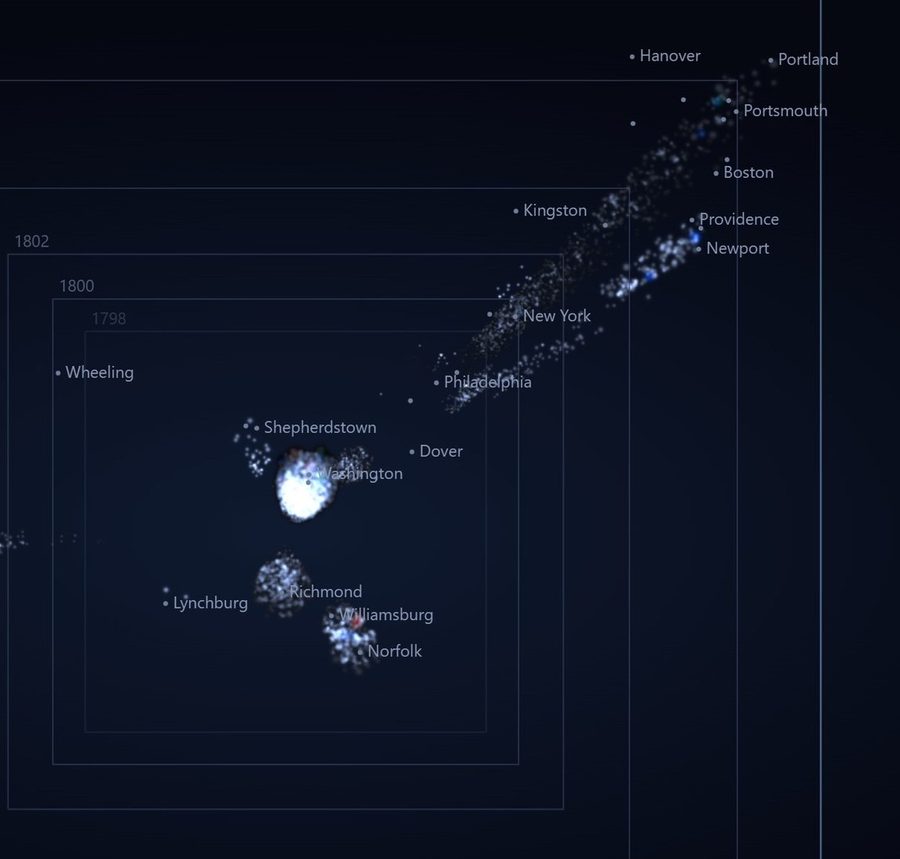 Hanover
Portland
Portsmouth
Boston
Kingston
Providence
1802
Newport
1800
1798
New York
Wheeling
Philadelphia
Shepherdstown
Dover
Washington
Richmond
Lynchburg
Williamsburg
Norfolk